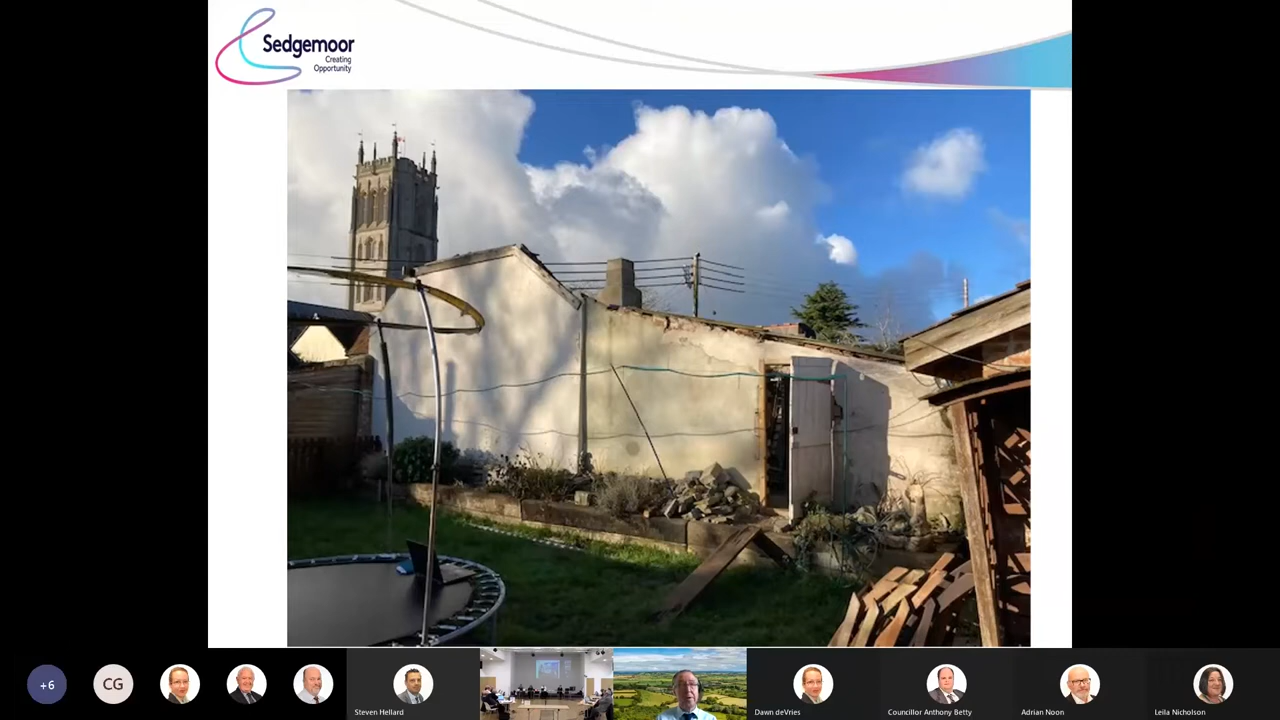 Sedgemoor
Creating
Opportunity
+6
CG
Steven Hellard
Dawn deVries
Councillor Anthony Betty
Adrian Noon
Leila Nicholson